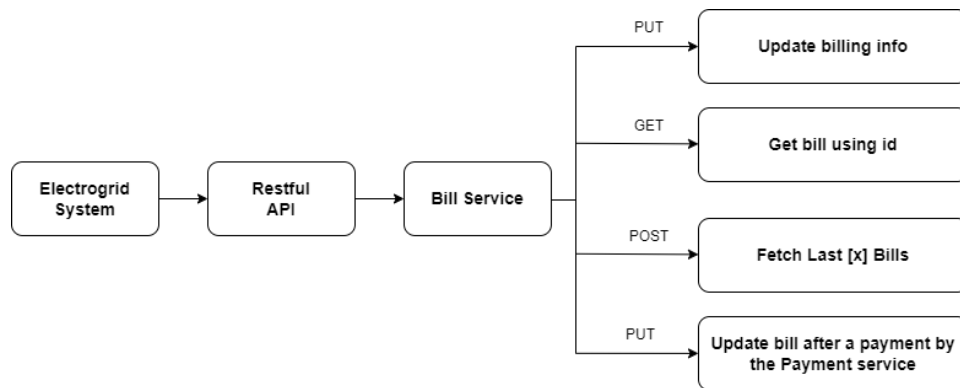 PUT
Update billing info
GET
Get bill using id
Electrogrid
System
Restful
API
Bill Service
POST
Fetch Last [x] Bills
PUT
Update bill after a payment by
the Payment service